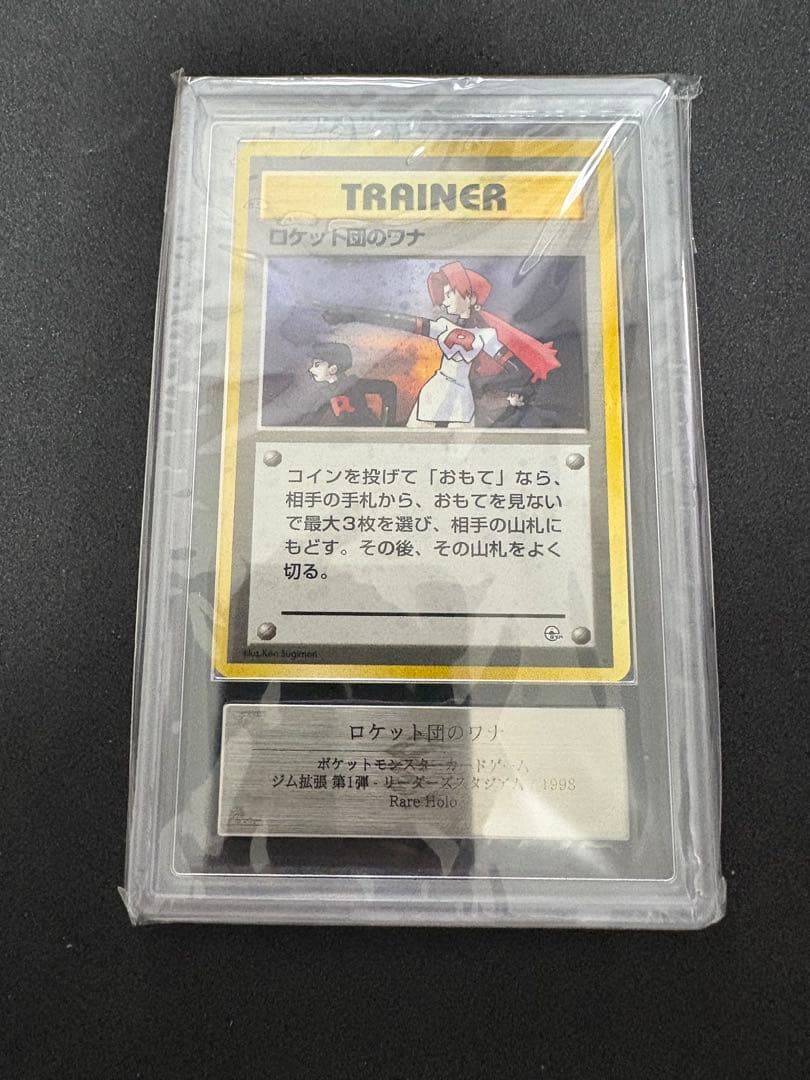 TRAINER
ロケット団のワナ
R
R
コインを投げて「おもて」なら、
相手の手札から、おもてを見ない
で最大3枚を選び、相手の山札に
もどす。その後、その山札をよく
切る。
Illus. Ken Sugimori
ロケット団のワナ
ポケットモンスターカードゲーム
ジム拡張 第1弾 - リーダーズスタジアム 1998
Rare Holo